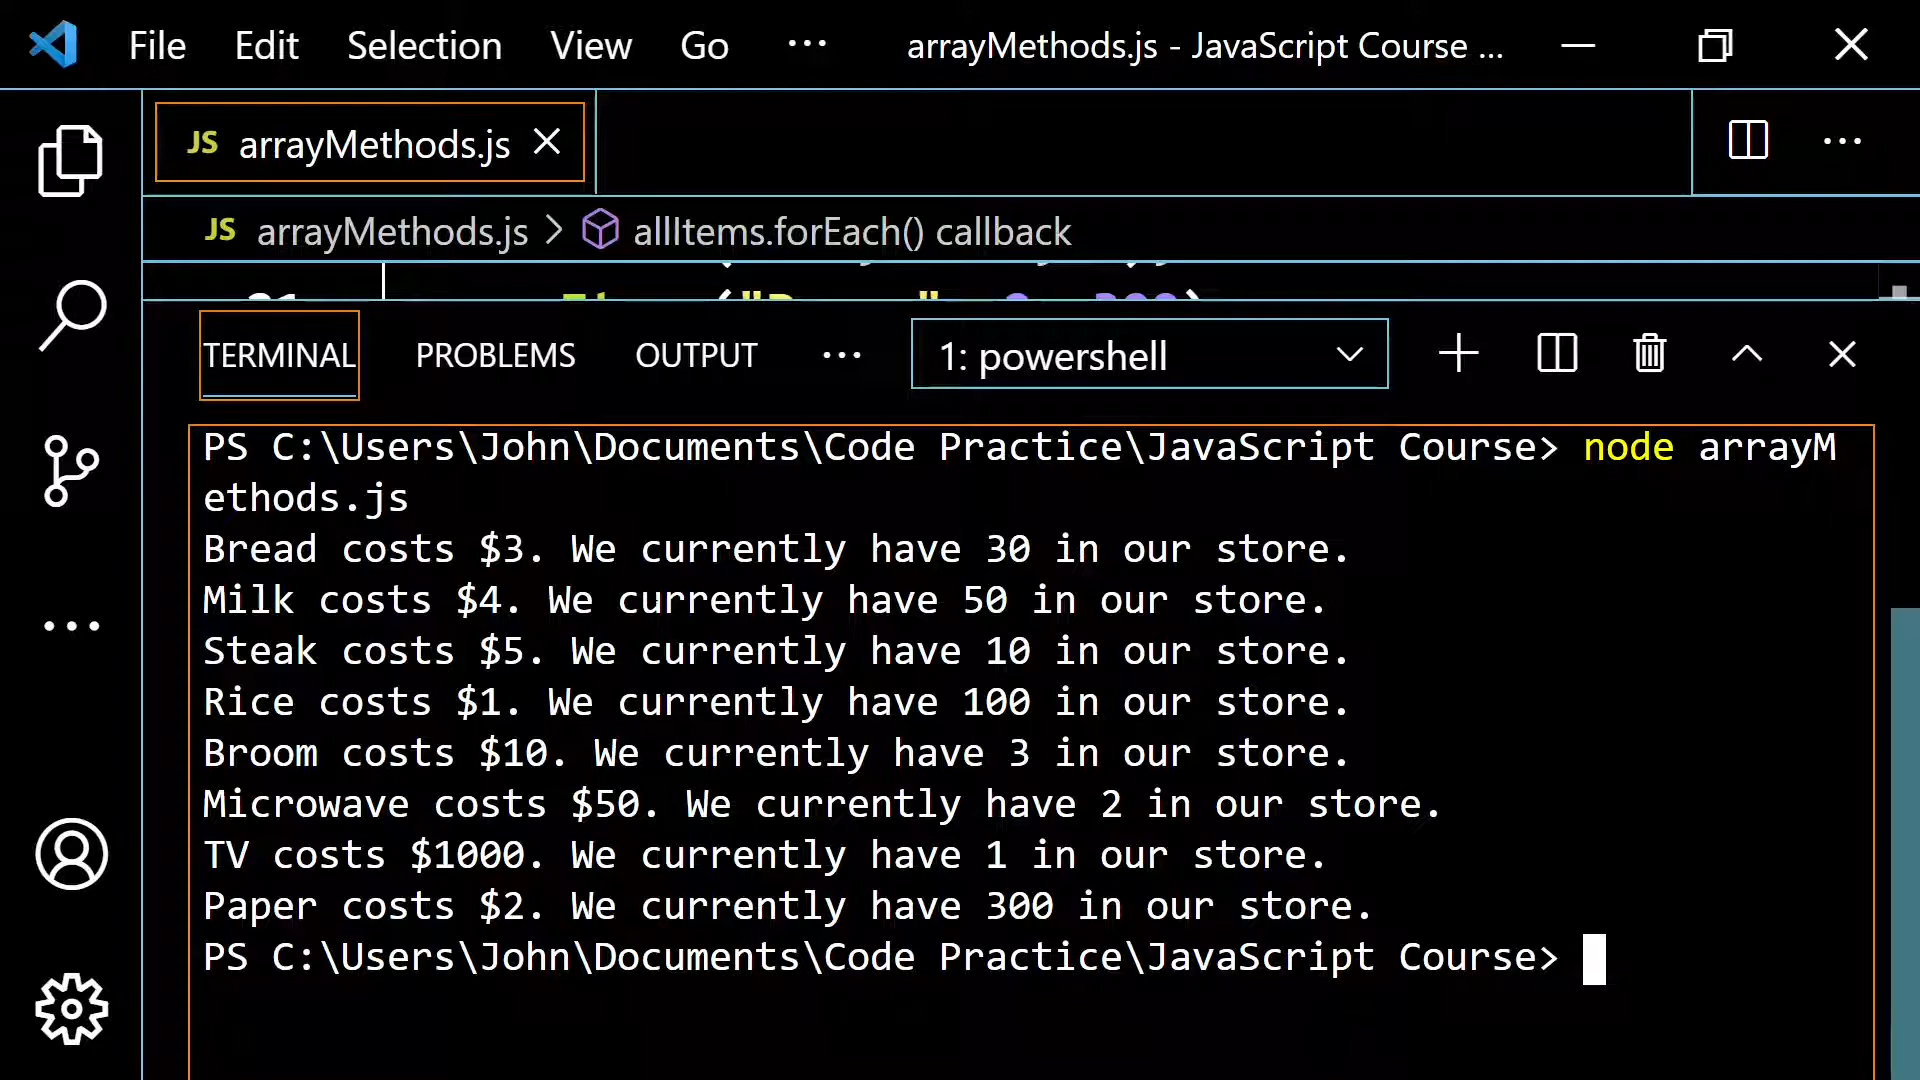 File Edit Selection View Go ··· arrayMethods.js - JavaScript Course ...
JS arrayMethods.js
JS arrayMethods.js > allItems.forEach() callback
TERMINAL PROBLEMS OUTPUT ··· 1: powershell
PS C:\Users\John\Documents\Code Practice\JavaScript Course> node arrayM
ethods.js
Bread costs $3. We currently have 30 in our store.
Milk costs $4. We currently have 50 in our store.
Steak costs $5. We currently have 10 in our store.
Rice costs $1. We currently have 100 in our store.
Broom costs $10. We currently have 3 in our store.
Microwave costs $50. We currently have 2 in our store.
TV costs $1000. We currently have 1 in our store.
Paper costs $2. We currently have 300 in our store.
PS C:\Users\John\Documents\Code Practice\JavaScript Course>